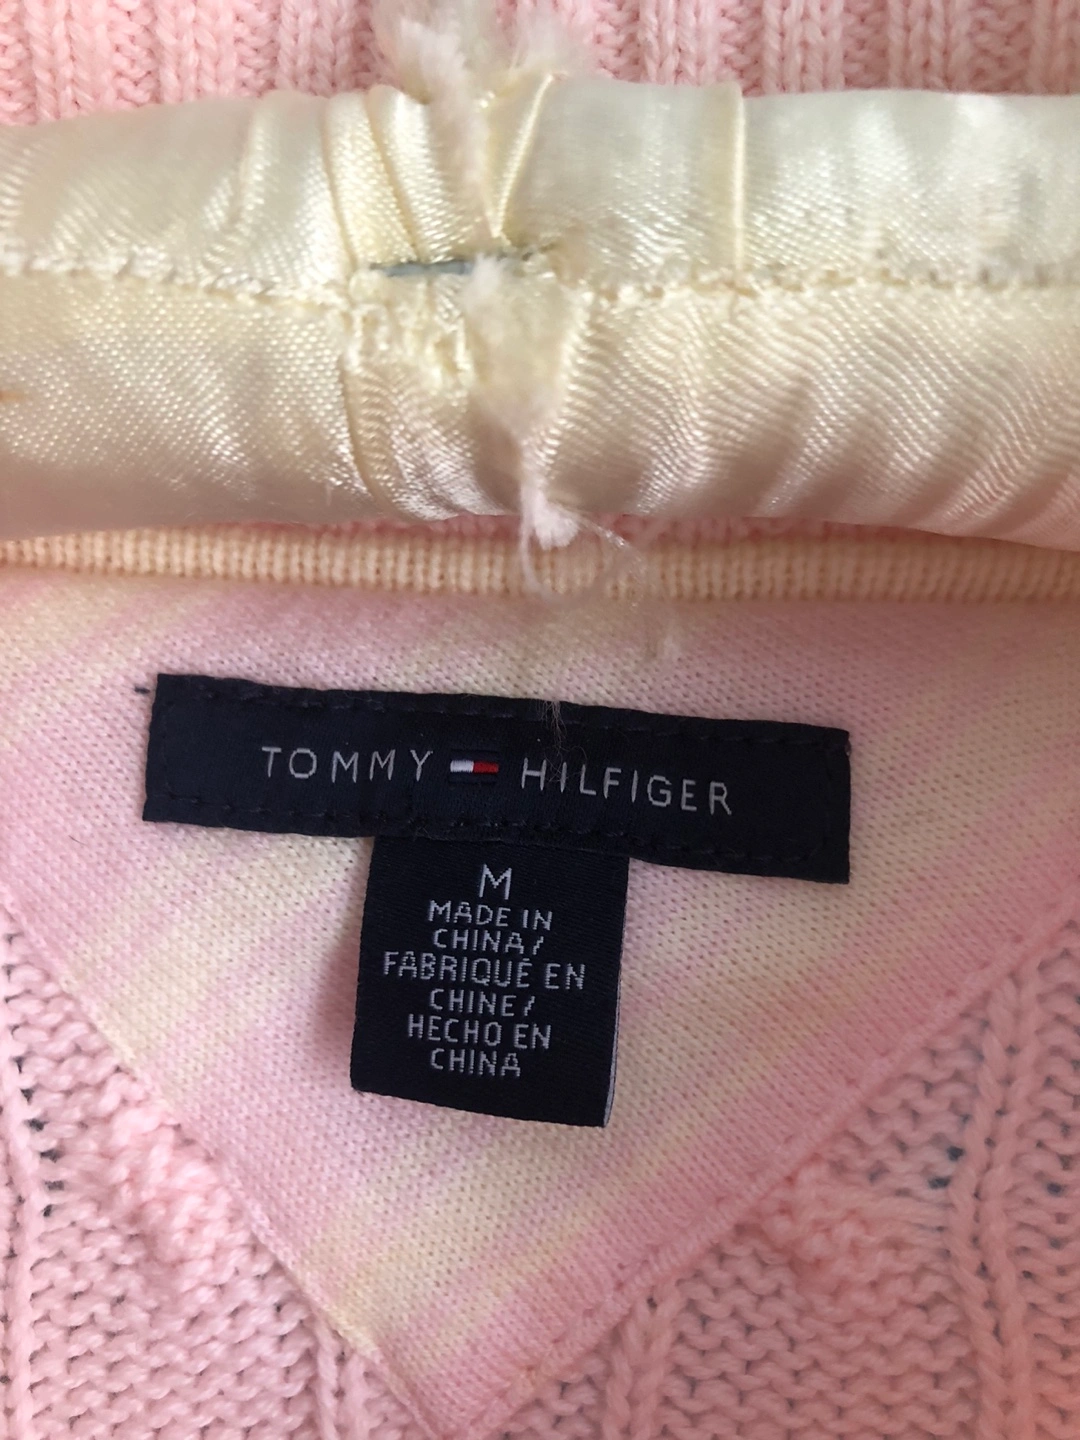 TOMMY HILFIGER
M
MADE IN
CHINA/
FABRIQUÉ EN
CHINE/
HECHO EN
CHINA